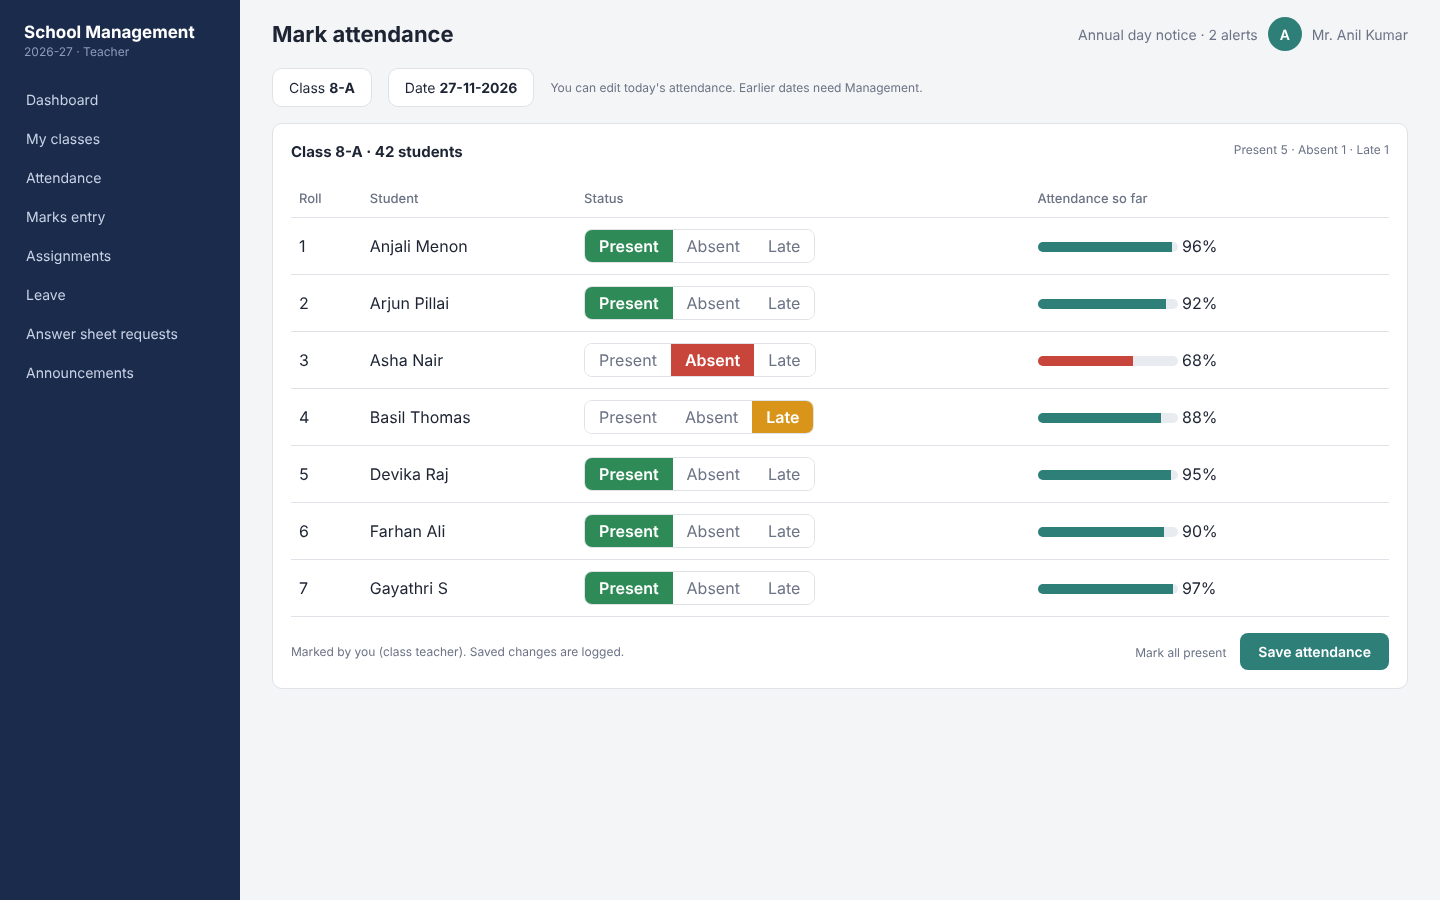 School Management
2026-27 · Teacher
Dashboard
My classes
Attendance
Marks entry
Assignments
Leave
Answer sheet requests
Announcements
Mark attendance
Annual day notice · 2 alerts A Mr. Anil Kumar
Class 8-A Date 27-11-2026 You can edit today's attendance. Earlier dates need Management.
Class 8-A · 42 students Present 5 · Absent 1 · Late 1
Roll Student Status Attendance so far
1 Anjali Menon Present Absent Late 96%
2 Arjun Pillai Present Absent Late 92%
3 Asha Nair Present Absent Late 68%
4 Basil Thomas Present Absent Late 88%
5 Devika Raj Present Absent Late 95%
6 Farhan Ali Present Absent Late 90%
7 Gayathri S Present Absent Late 97%
Marked by you (class teacher). Saved changes are logged. Mark all present Save attendance